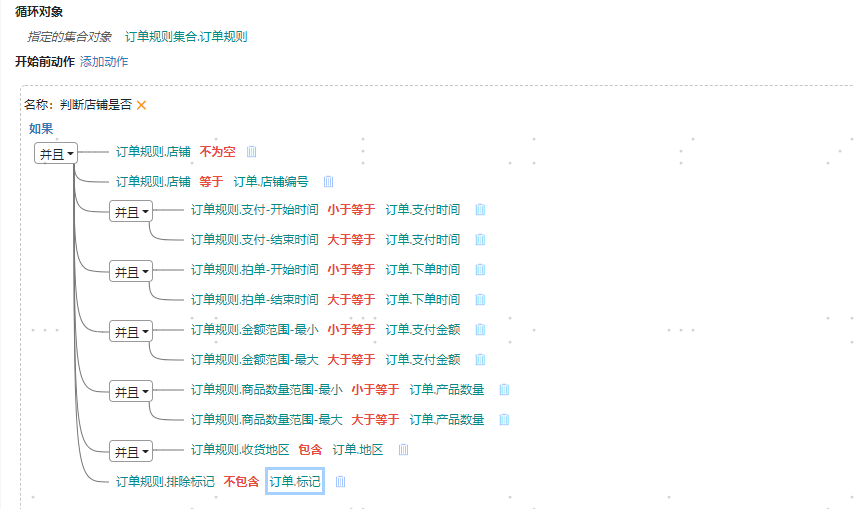 循环对象
指定的集合对象 订单规则集合.订单规则
开始前动作 添加动作
名称: 判断店铺是否
如果
并且 订单规则.店铺 不为空
订单规则.店铺 等于 订单.店铺编号
并且 订单规则.支付-开始时间 小于等于 订单.支付时间
订单规则.支付-结束时间 大于等于 订单.支付时间
并且 订单规则.拍单-开始时间 小于等于 订单.下单时间
订单规则.拍单-结束时间 大于等于 订单.下单时间
并且 订单规则.金额范围-最小 小于等于 订单.支付金额
订单规则.金额范围-最大 大于等于 订单.支付金额
并且 订单规则.商品数量范围-最小 小于等于 订单.产品数量
订单规则.商品数量范围-最大 大于等于 订单.产品数量
并且 订单规则.收货地区 包含 订单.地区
订单规则.排除标记 不包含 订单.标记